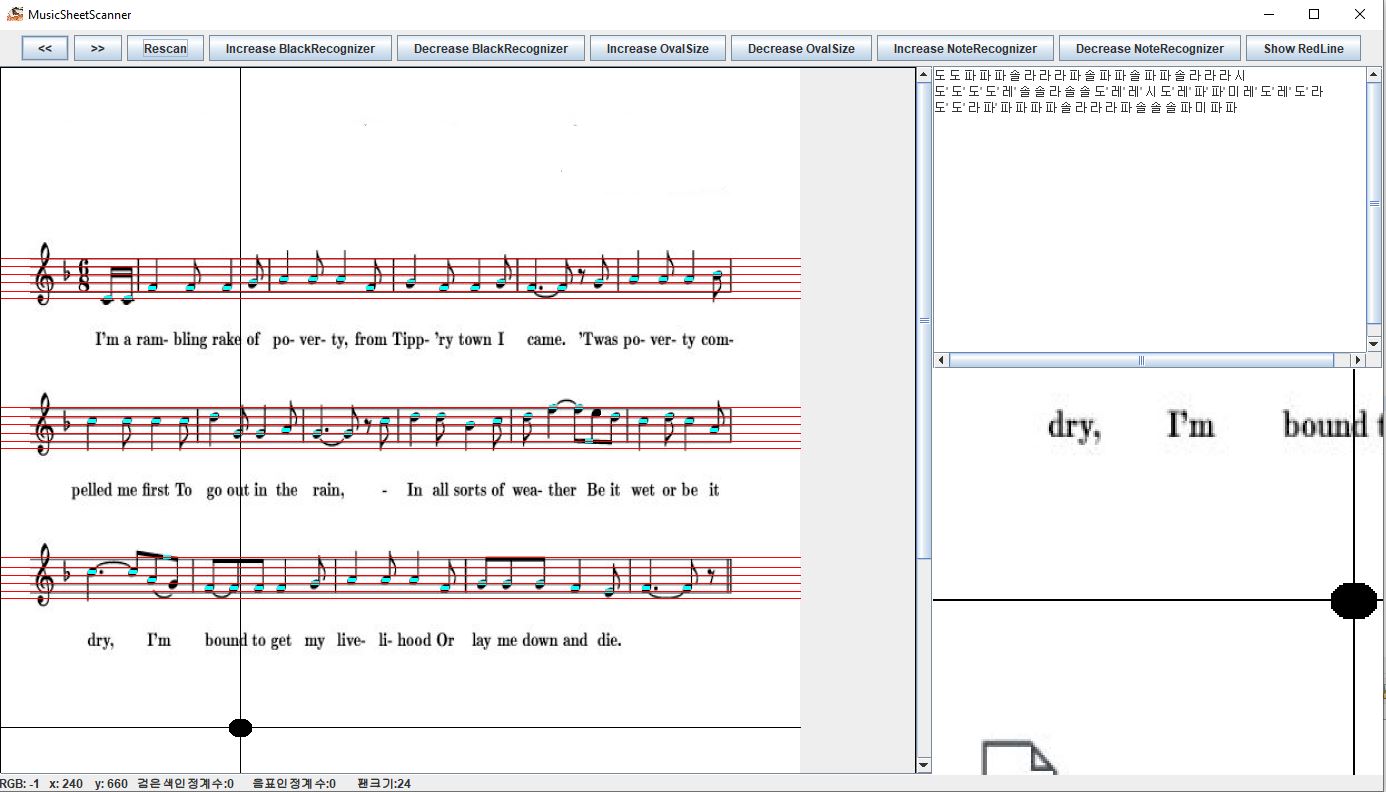 MusicSheetScanner
<< >> Rescan Increase BlackRecognizer Decrease BlackRecognizer Increase OvalSize Decrease OvalSize Increase NoteRecognizer Decrease NoteRecognizer Show RedLine
도 도 파 파 파 솔 라 라 라 파 솔 파 파 솔 파 파 솔 라 라 라 시
도' 도' 도' 도' 레' 솔 솔 라 솔 솔 도' 레' 레' 시 도' 레' 파' 파' 미 레' 도' 레' 도' 라
도' 도' 라 파' 파 파 파 파 솔 라 라 라 파 솔 솔 솔 파 미 파 파
6
8
I'm a ram- bling rake of po- ver- ty, from Tipp- 'ry town I came. 'Twas po- ver- ty com-
pelled me first To go out in the rain, - In all sorts of wea- ther Be it wet or be it
dry, I'm bound to get my live- li- hood Or lay me down and die.
dry, I'm bound t
RGB: -1 x: 240 y: 660 검은색인정계수:0 음표인정계수:0 팬크기:24